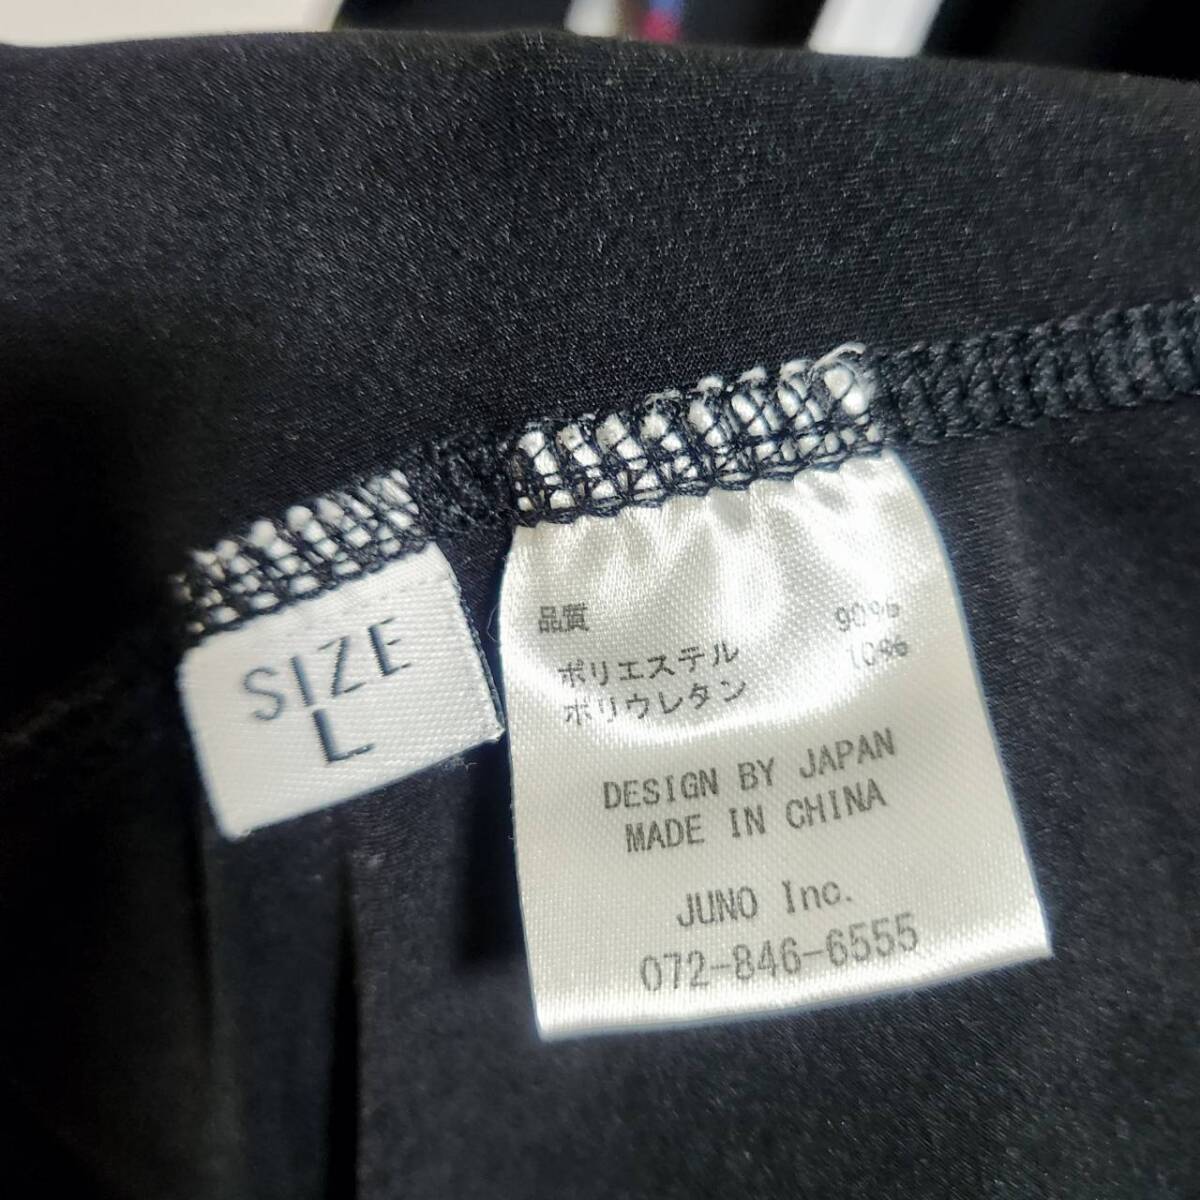 SIZE
L
品質
ポリエステル 90%
ポリウレタン 10%
DESIGN BY JAPAN
MADE IN CHINA
JUNO Inc.
072-846-6555